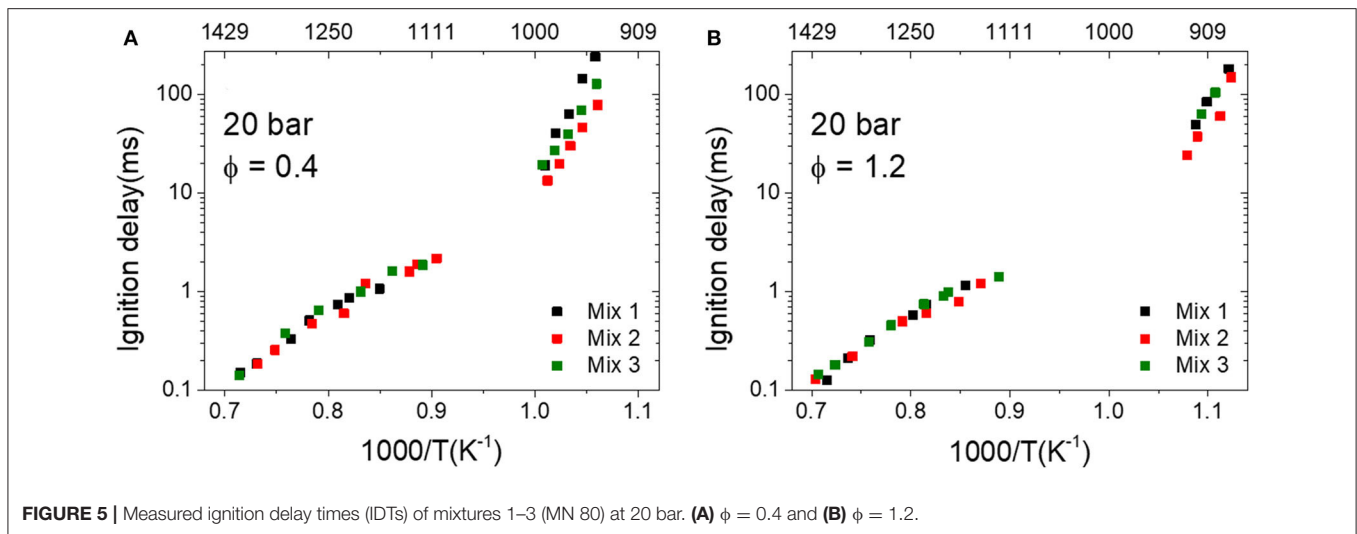 1429 1250 1111 1000 909
A
100
10
1
0.1
Ignition delay(ms)
20 bar
ϕ = 0.4
Mix 1
Mix 2
Mix 3
0.7 0.8 0.9 1.0 1.1
1000/T(K⁻¹)
1429 1250 1111 1000 909
B
100
10
1
0.1
Ignition delay(ms)
20 bar
ϕ = 1.2
Mix 1
Mix 2
Mix 3
0.7 0.8 0.9 1.0 1.1
1000/T(K⁻¹)
FIGURE 5 | Measured ignition delay times (IDTs) of mixtures 1–3 (MN 80) at 20 bar. (A) ϕ = 0.4 and (B) ϕ = 1.2.